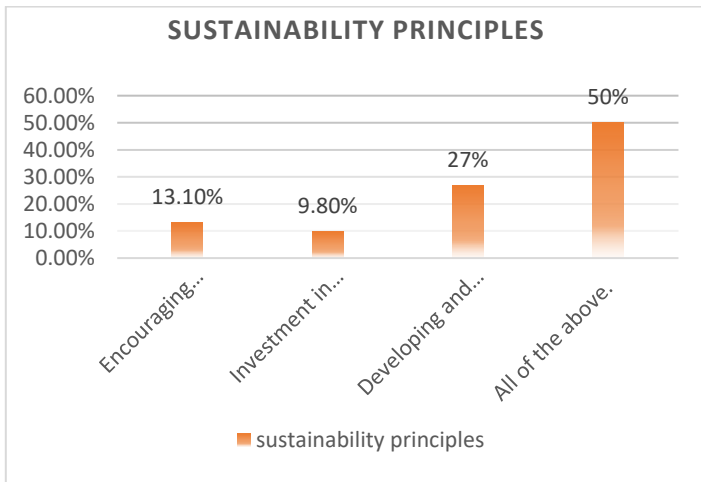 SUSTAINABILITY PRINCIPLES
60.00%
50.00%
40.00%
30.00%
20.00%
10.00%
0.00%
13.10%
9.80%
27%
50%
Encouraging...
Investment in...
Developing and...
All of the above.
sustainability principles